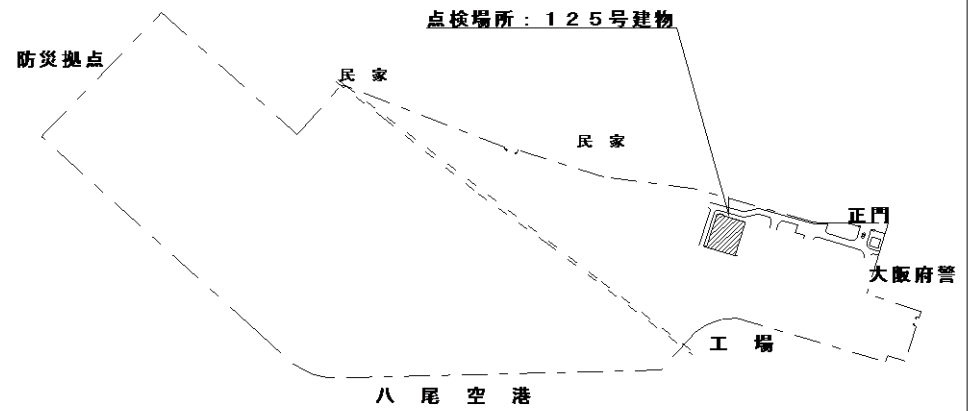 点検場所：１２５号建物
防災拠点
民家
民家
正門
大阪府警
工場
八尾空港